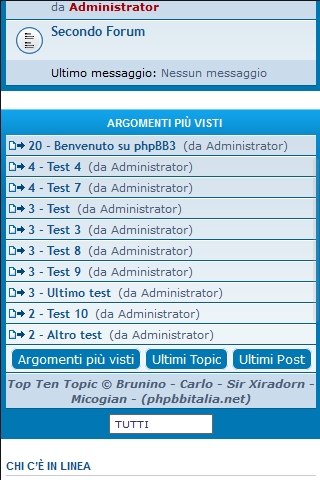 da Administrator
Secondo Forum
Ultimo messaggio: Nessun messaggio
ARGOMENTI PIÙ VISTI
20 - Benvenuto su phpBB3 (da Administrator)
4 - Test 4 (da Administrator)
4 - Test 7 (da Administrator)
3 - Test (da Administrator)
3 - Test 3 (da Administrator)
3 - Test 8 (da Administrator)
3 - Test 9 (da Administrator)
3 - Ultimo test (da Administrator)
2 - Test 10 (da Administrator)
2 - Altro test (da Administrator)
Argomenti più visti Ultimi Topic Ultimi Post
Top Ten Topic © Brunino - Carlo - Sir Xiradorn -
Micogian - (phpbbitalia.net)
TUTTI
CHI C'È IN LINEA